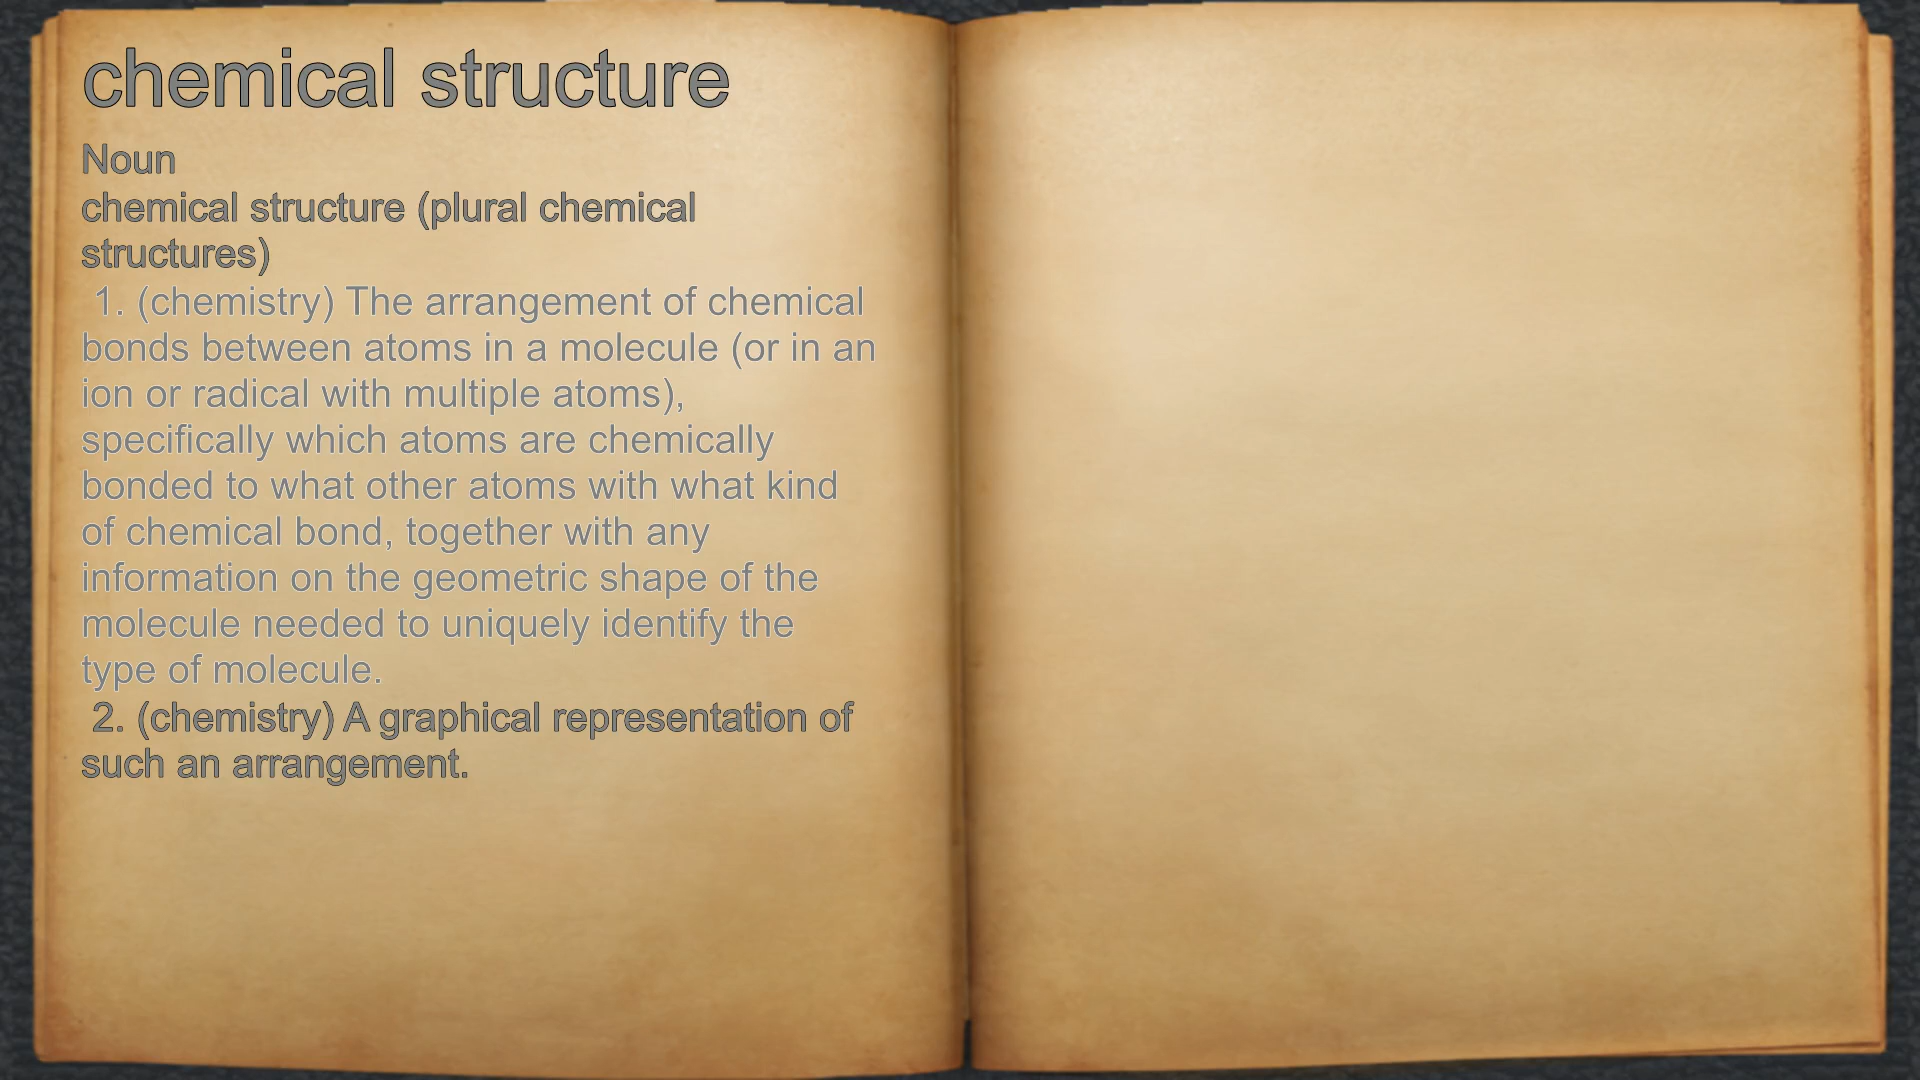 chemical structure
Noun
chemical structure (plural chemical
structures)
1. (chemistry) The arrangement of chemical
bonds between atoms in a molecule (or in an
ion or radical with multiple atoms),
specifically which atoms are chemically
bonded to what other atoms with what kind
of chemical bond, together with any
information on the geometric shape of the
molecule needed to uniquely identify the
type of molecule.
2. (chemistry) A graphical representation of
such an arrangement.